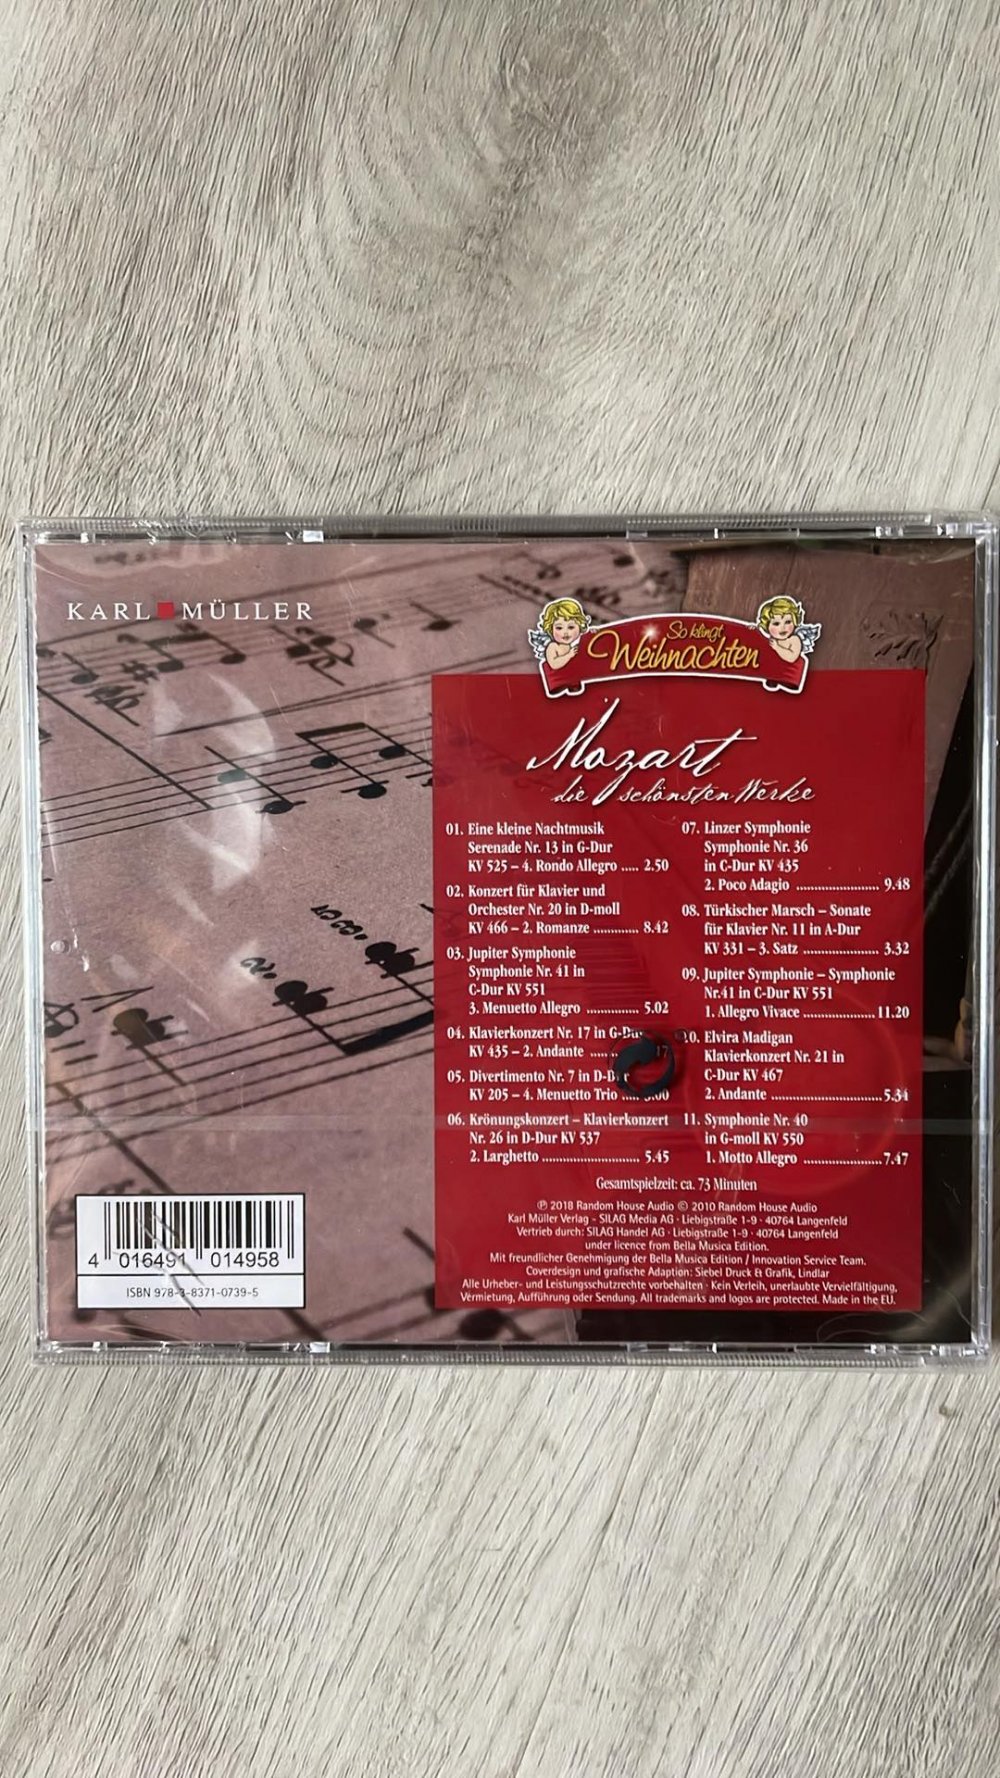 KARL MÜLLER
So klingt
Weihnachten
Mozart
die schönsten Werke
01. Eine kleine Nachtmusik
Serenade Nr. 13 in G-Dur
KV 525 – 4. Rondo Allegro ..... 2.50
02. Konzert für Klavier und
Orchester Nr. 20 in D-moll
KV 466 – 2. Romanze ............ 8.42
03. Jupiter Symphonie
Symphonie Nr. 41 in
C-Dur KV 551
3. Menuetto Allegro .............. 5.02
04. Klavierkonzert Nr. 17 in
KV 435 – 2. Andante
05. Divertimento Nr. 7 in
KV 205 – 4. Menuetto Trio
06. Krönungskonzert – Klavierkonzert
Nr. 26 in D-Dur KV 537
2. Larghetto .......................... 5.45
07. Linzer Symphonie
Symphonie Nr. 36
in C-Dur KV 435
2. Poco Adagio ...................... 9.48
08. Türkischer Marsch – Sonate
für Klavier Nr. 11 in A-Dur
KV 331 – 3. Satz .................... 3.32
09. Jupiter Symphonie – Symphonie
Nr.41 in C-Dur KV 551
1. Allegro Vivace ...................11.20
10. Elvira Madigan
Klavierkonzert Nr. 21 in
C-Dur KV 467
2. Andante .............................5.34
11. Symphonie Nr. 40
in G-moll KV 550
1. Motto Allegro .....................7.47
Gesamtspielzeit: ca. 73 Minuten
℗ 2018 Random House Audio © 2010 Random House Audio
Karl Müller Verlag – SILAG Media AG · Liebigstraße 1-9 · 40764 Langenfeld
Vertrieb durch: SILAG Handel AG · Liebigstraße 1-9 · 40764 Langenfeld
under licence from Bella Musica Edition.
Mit freundlicher Genehmigung der Bella Musica Edition / Innovation Service Team.
Coverdesign und grafische Adaption: Siebel Druck & Grafik, Lindlar
Alle Urheber- und Leistungsschutzrechte vorbehalten · Kein Verleih, unerlaubte Vervielfältigung,
Vermietung, Aufführung oder Sendung. All trademarks and logos are protected. Made in the EU.
4 016491 014958
ISBN 978-3-8371-0739-5